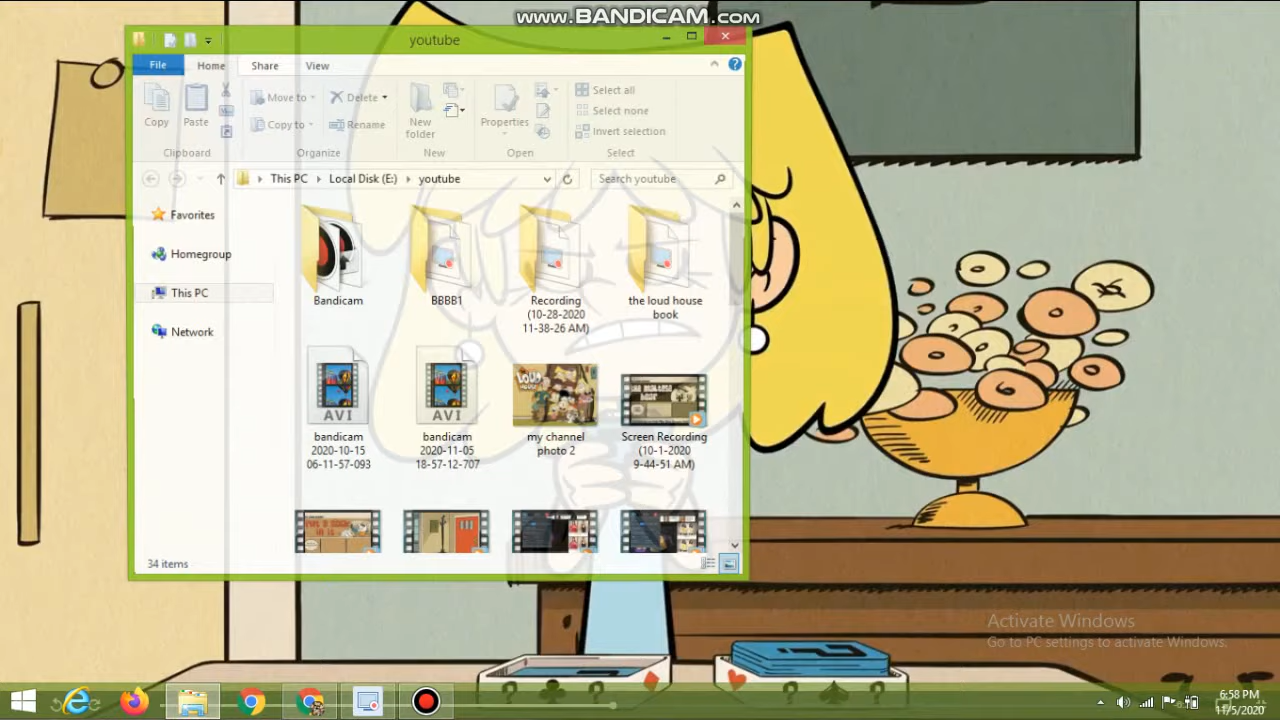 www.BANDICAM.com
youtube
File Home Share View
Copy
Paste
Move to
Copy to
Delete
Rename
New folder
Properties
Select all
Select none
Invert selection
Clipboard Organize New Open Select
This PC Local Disk (E:) youtube
Search youtube
Favorites
Homegroup
This PC
Network
Bandicam
BBBB1
Recording
(10-28-2020
11-38-26 AM)
the loud house
book
AVI
AVI
bandicam
2020-10-15
06-11-57-093
bandicam
2020-11-05
18-57-12-707
my channel
photo 2
Screen Recording
(10-1-2020
9-44-51 AM)
34 items
Activate Windows
Go to PC settings to activate Windows.
6:58 PM
11/5/2020